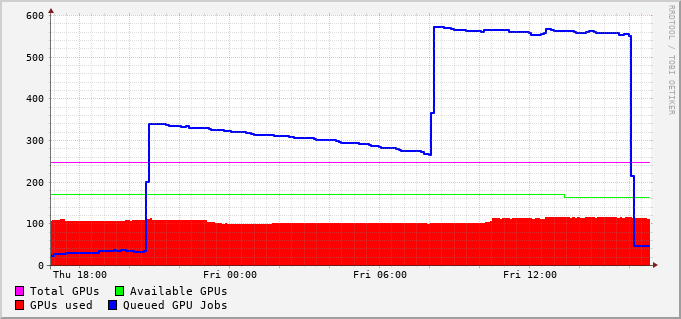 600
500
400
300
200
100
0
Thu 18:00 Fri 00:00 Fri 06:00 Fri 12:00
Total GPUs Available GPUs
GPUs used Queued GPU Jobs
RRDTOOL / TOBI OETIKER